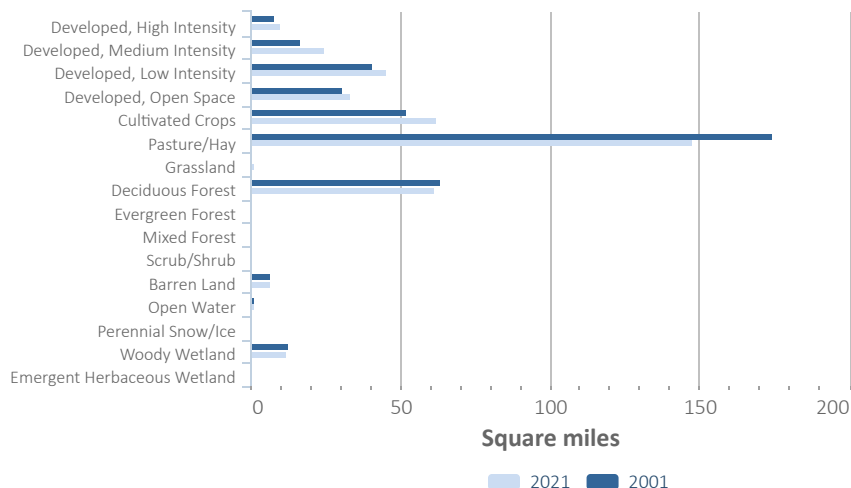 Developed, High Intensity
Developed, Medium Intensity
Developed, Low Intensity
Developed, Open Space
Cultivated Crops
Pasture/Hay
Grassland
Deciduous Forest
Evergreen Forest
Mixed Forest
Scrub/Shrub
Barren Land
Open Water
Perennial Snow/Ice
Woody Wetland
Emergent Herbaceous Wetland
0 50 100 150 200
Square miles
2021 2001